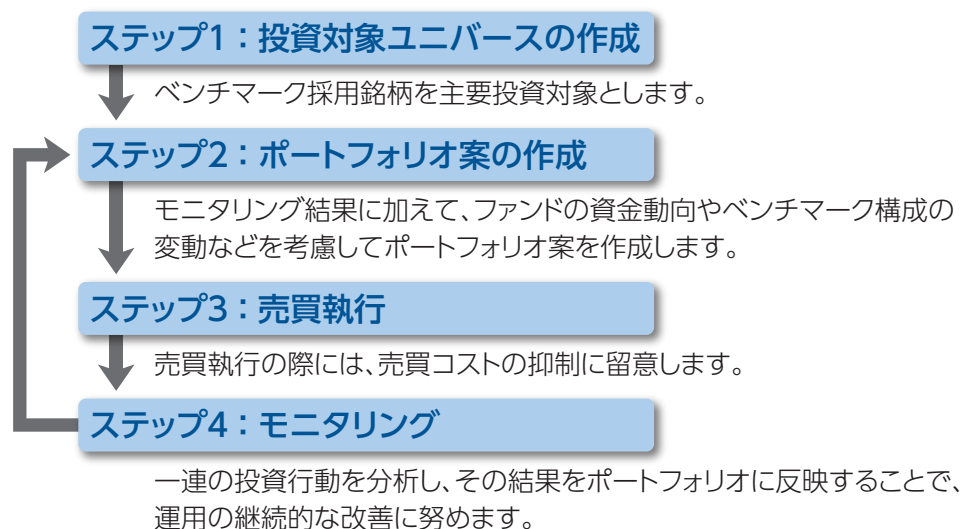 ステップ1：投資対象ユニバースの作成
ベンチマーク採用銘柄を主要投資対象とします。
ステップ2：ポートフォリオ案の作成
モニタリング結果に加えて、ファンドの資金動向やベンチマーク構成の
変動などを考慮してポートフォリオ案を作成します。
ステップ3：売買執行
売買執行の際には、売買コストの抑制に留意します。
ステップ4：モニタリング
一連の投資行動を分析し、その結果をポートフォリオに反映することで、
運用の継続的な改善に努めます。